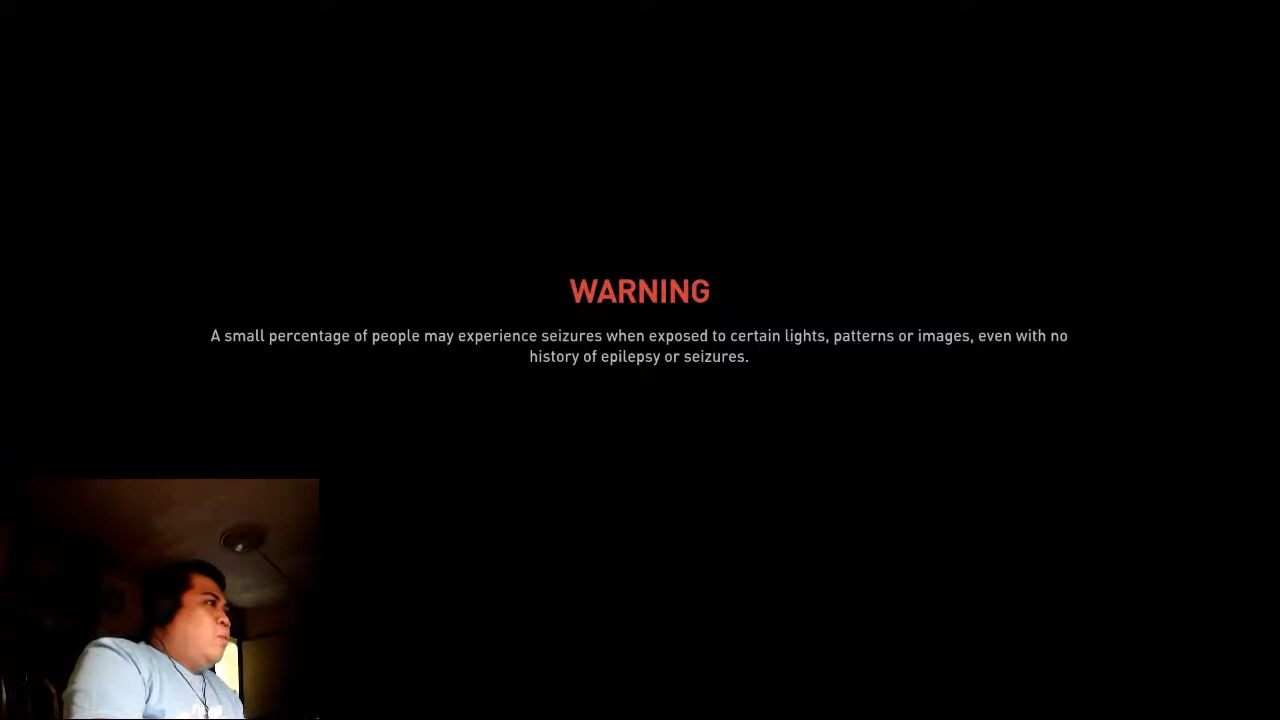 WARNING
A small percentage of people may experience seizures when exposed to certain lights, patterns or images, even with no
history of epilepsy or seizures.